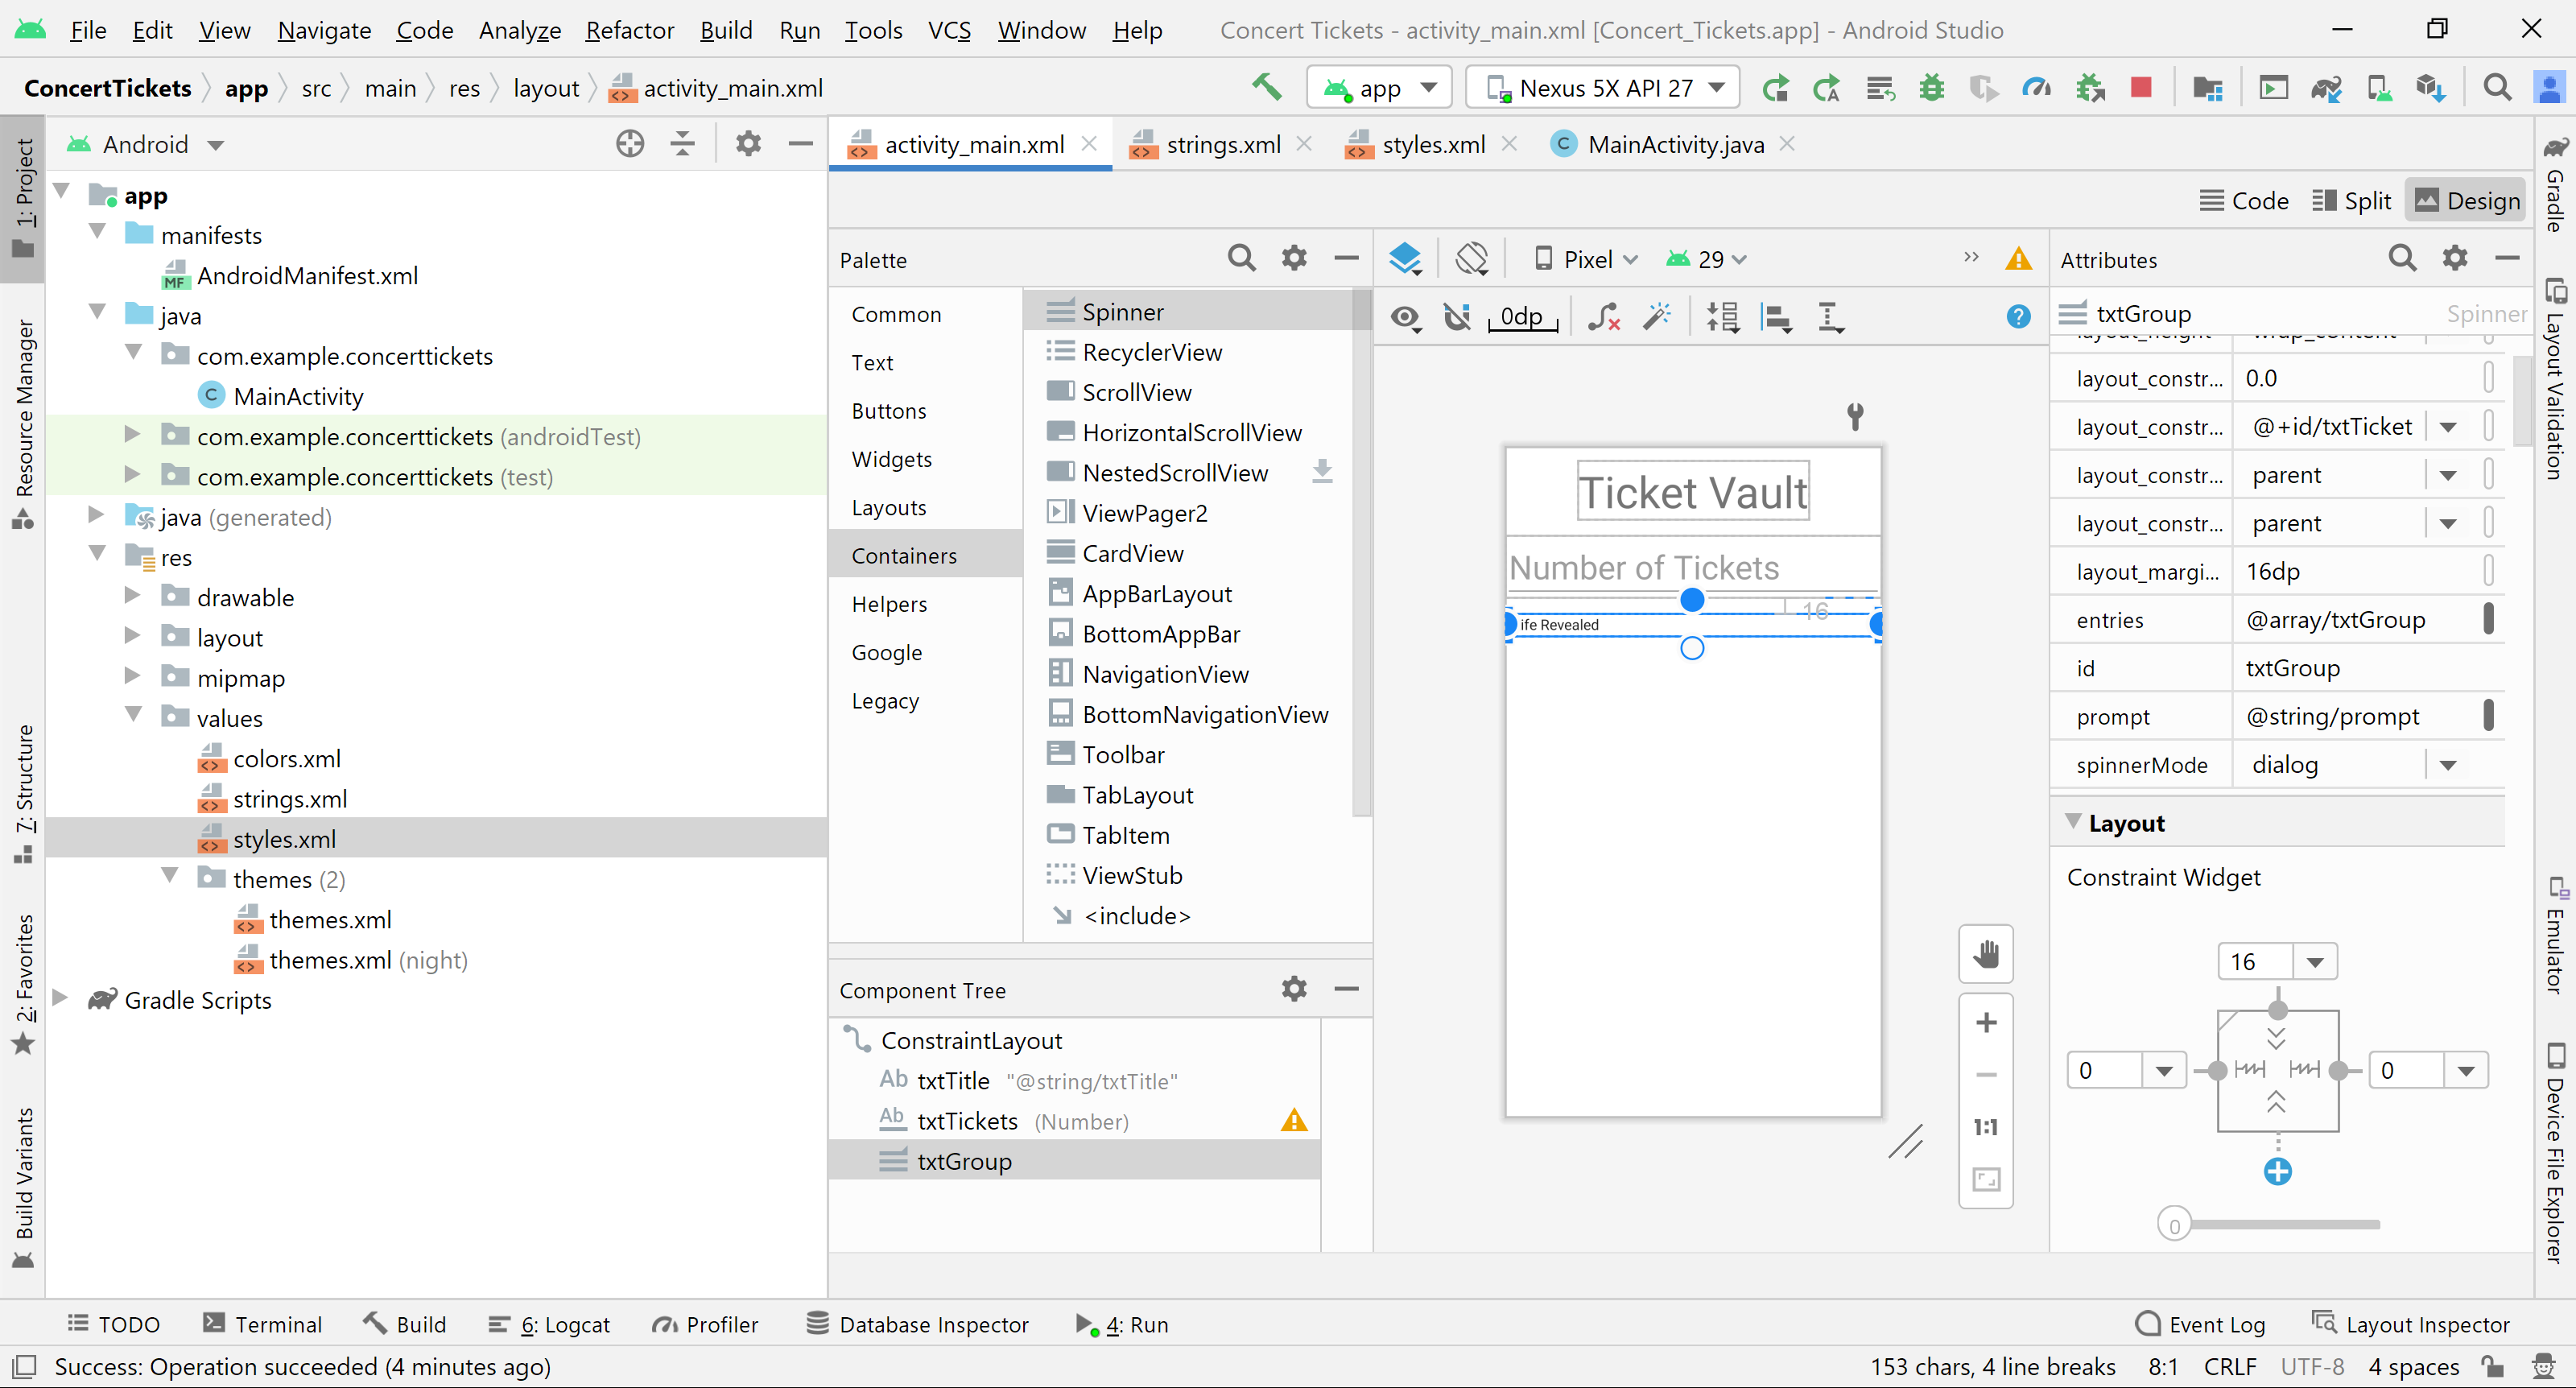 File Edit View Navigate Code Analyze Refactor Build Run Tools VCS Window Help Concert Tickets - activity_main.xml [Concert_Tickets.app] - Android Studio
ConcertTickets app src main res layout activity_main.xml app Nexus 5X API 27
1: Project
Resource Manager
7: Structure
2: Favorites
Build Variants
Android
app
manifests
MF AndroidManifest.xml
java
com.example.concerttickets
C MainActivity
com.example.concerttickets (androidTest)
com.example.concerttickets (test)
java (generated)
res
drawable
layout
mipmap
values
colors.xml
strings.xml
styles.xml
themes (2)
themes.xml
themes.xml (night)
Gradle Scripts
activity_main.xml strings.xml styles.xml C MainActivity.java
Code Split Design
Palette
Common
Text
Buttons
Widgets
Layouts
Containers
Helpers
Google
Legacy
Spinner
RecyclerView
ScrollView
HorizontalScrollView
NestedScrollView
ViewPager2
CardView
AppBarLayout
BottomAppBar
NavigationView
BottomNavigationView
Toolbar
TabLayout
TabItem
ViewStub
<include>
Component Tree
ConstraintLayout
Ab txtTitle "@string/txtTitle"
Ab txtTickets (Number)
txtGroup
Pixel 29 »
0dp ?
Ticket Vault
Number of Tickets
16
ife Revealed
1:1
Attributes
txtGroup Spinner
layout_height wrap_content
layout_constr... 0.0
layout_constr... @+id/txtTicket
layout_constr... parent
layout_constr... parent
layout_margi... 16dp
entries @array/txtGroup
id txtGroup
prompt @string/prompt
spinnerMode dialog
Layout
Constraint Widget
16
0 0
0
Gradle
Layout Validation
Emulator
Device File Explorer
TODO Terminal Build 6: Logcat Profiler Database Inspector 4: Run Event Log Layout Inspector
Success: Operation succeeded (4 minutes ago) 153 chars, 4 line breaks 8:1 CRLF UTF-8 4 spaces